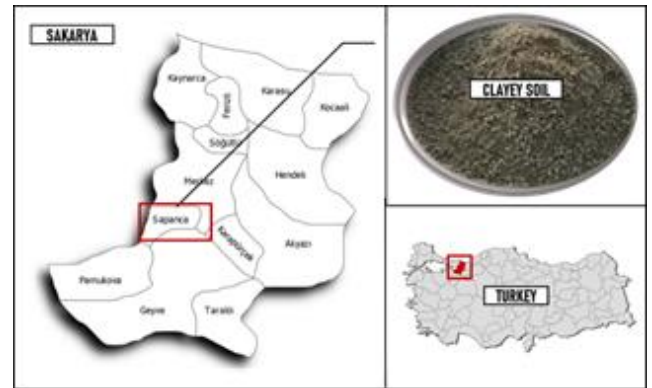 SAKARYA
Kaynarca
Karasu
Ferizli
Kocaali
Söğütlü
Merkez
Hendek
Sapanca
Karapürçek
Akyazı
Pamukova
Geyve
Taraklı
CLAYEY SOIL
TURKEY